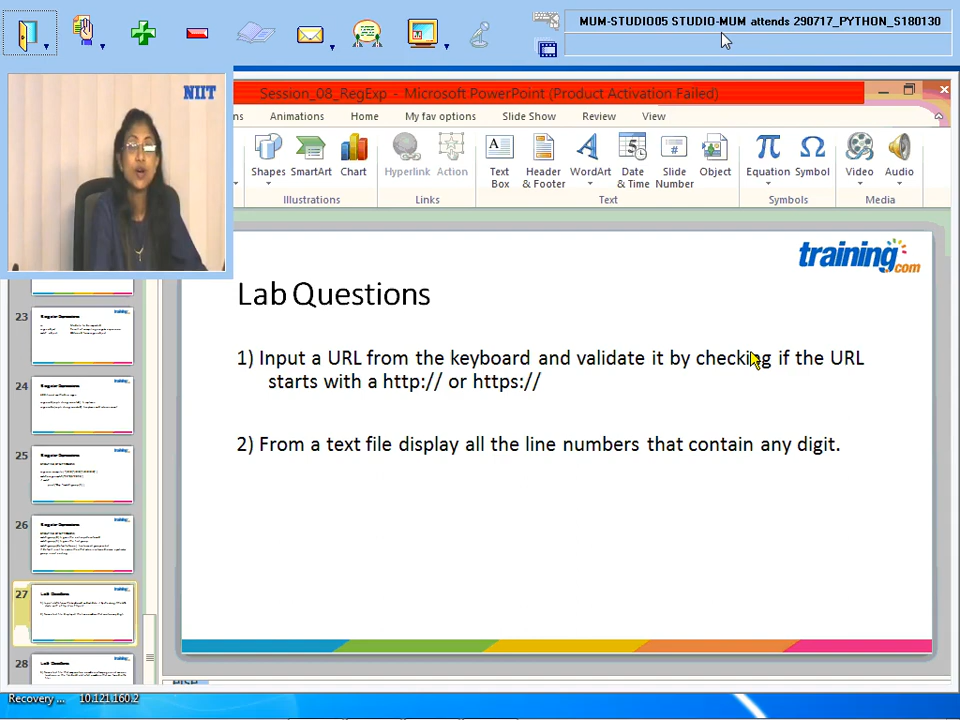 MUM-STUDIO05 STUDIO-MUM attends 290717_PYTHON_S180130
NIIT
Session_08_RegExp - Microsoft PowerPoint (Product Activation Failed)
ns Animations Home My fav options Slide Show Review View
Shapes SmartArt Chart Hyperlink Action Text Box Header & Footer WordArt Date & Time Slide Number Object Equation Symbol Video Audio
Illustrations Links Text Symbols Media
training.com
Lab Questions
1) Input a URL from the keyboard and validate it by checking if the URL
starts with a http:// or https://
2) From a text file display all the line numbers that contain any digit.
23
24
25
26
27
Lab Questions
28
Lab Questions
Recovery ... 10.121.160.2